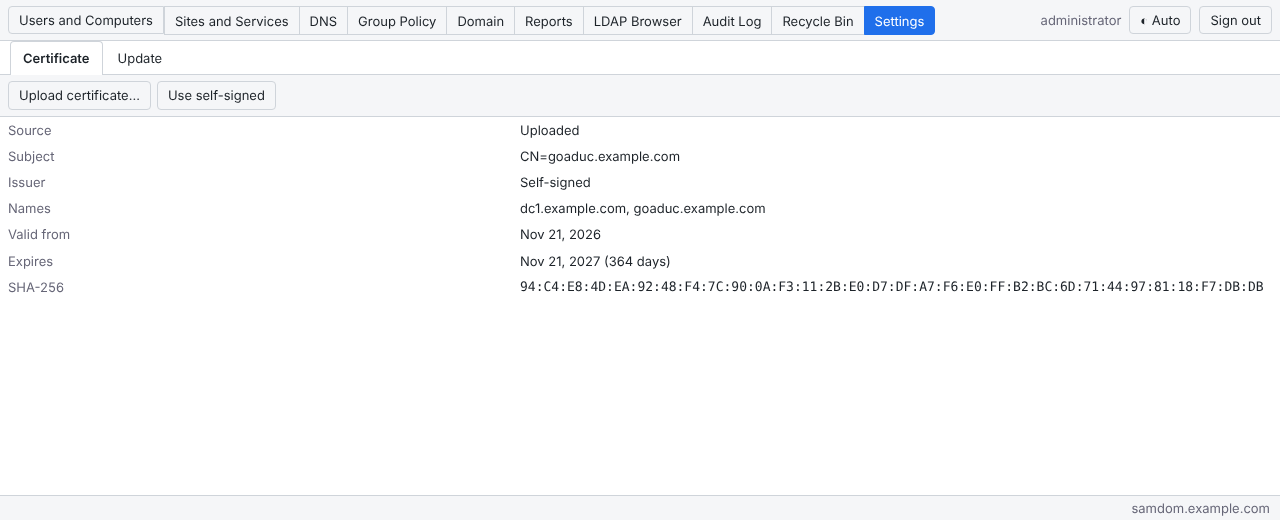 Users and Computers Sites and Services DNS Group Policy Domain Reports LDAP Browser Audit Log Recycle Bin Settings administrator Auto Sign out
Certificate Update
Upload certificate... Use self-signed
Source Uploaded
Subject CN=goaduc.example.com
Issuer Self-signed
Names dc1.example.com, goaduc.example.com
Valid from Nov 21, 2026
Expires Nov 21, 2027 (364 days)
SHA-256 94:C4:E8:4D:EA:92:48:F4:7C:90:0A:F3:11:2B:E0:D7:DF:A7:F6:E0:FF:B2:BC:6D:71:44:97:81:18:F7:DB:DB
samdom.example.com